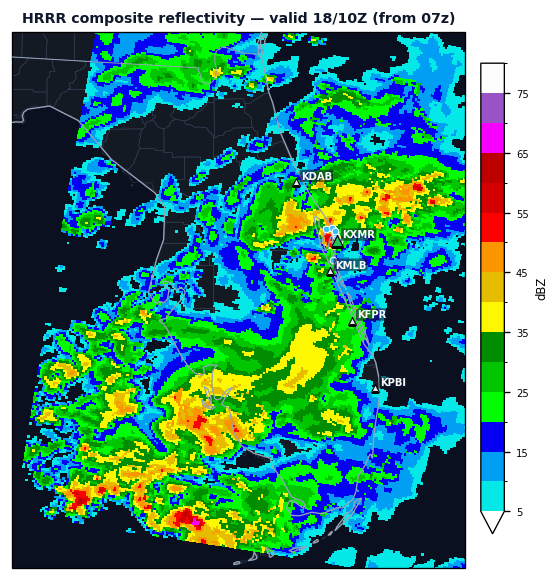 HRRR composite reflectivity — valid 18/10Z (from 07z)
KDAB
KXMR
KMLB
KFPR
KPBI
75
65
55
45
35
25
15
5
dBZ